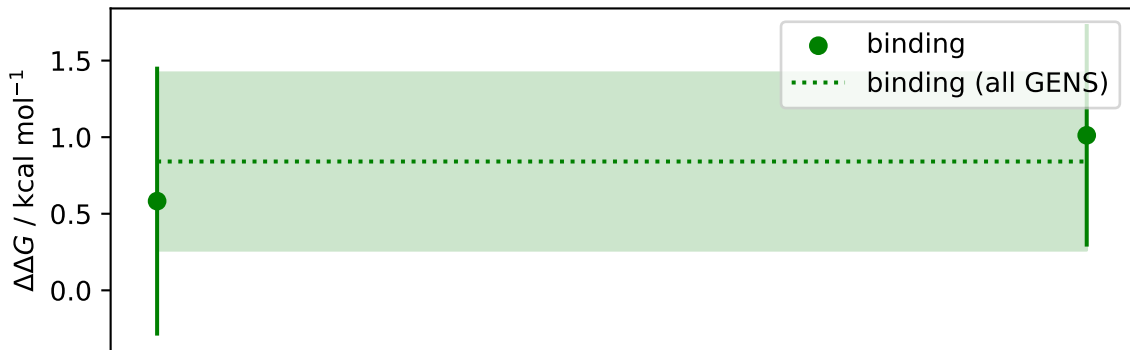 binding
binding (all GENS)
ΔΔG / kcal mol⁻¹
1.5
1.0
0.5
0.0